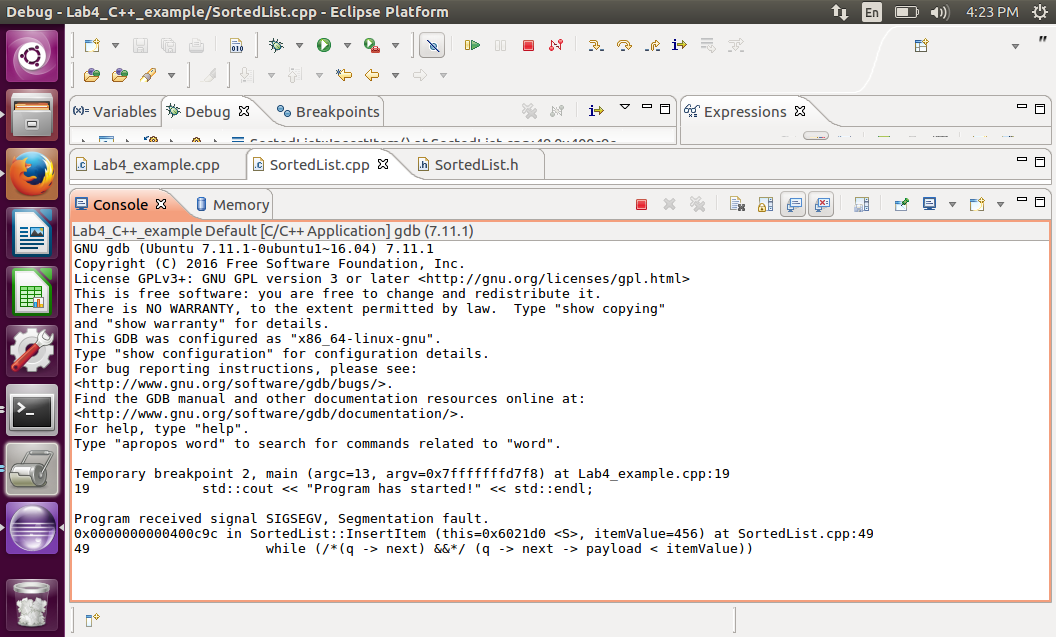 Debug - Lab4_C++_example/SortedList.cpp - Eclipse Platform
En
4:23 PM
(x)= Variables
Debug
Breakpoints
Expressions
Lab4_example.cpp
SortedList.cpp
SortedList.h
Console
Memory
Lab4_C++_example Default [C/C++ Application] gdb (7.11.1)
GNU gdb (Ubuntu 7.11.1-0ubuntu1~16.04) 7.11.1
Copyright (C) 2016 Free Software Foundation, Inc.
License GPLv3+: GNU GPL version 3 or later <http://gnu.org/licenses/gpl.html>
This is free software: you are free to change and redistribute it.
There is NO WARRANTY, to the extent permitted by law.  Type "show copying"
and "show warranty" for details.
This GDB was configured as "x86_64-linux-gnu".
Type "show configuration" for configuration details.
For bug reporting instructions, please see:
<http://www.gnu.org/software/gdb/bugs/>.
Find the GDB manual and other documentation resources online at:
<http://www.gnu.org/software/gdb/documentation/>.
For help, type "help".
Type "apropos word" to search for commands related to "word".
Temporary breakpoint 2, main (argc=13, argv=0x7fffffffd7f8) at Lab4_example.cpp:19
19		std::cout << "Program has started!" << std::endl;
Program received signal SIGSEGV, Segmentation fault.
0x0000000000400c9c in SortedList::InsertItem (this=0x6021d0 <S>, itemValue=456) at SortedList.cpp:49
49			while (/*(q -> next) &&*/ (q -> next -> payload < itemValue))